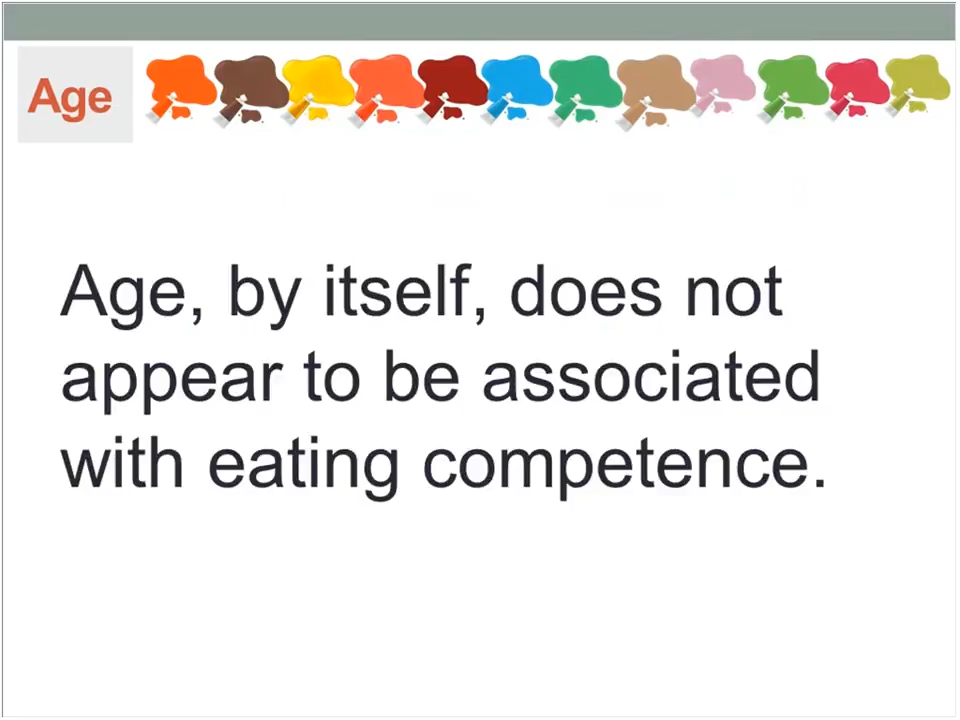 Age
Age, by itself, does not
appear to be associated
with eating competence.